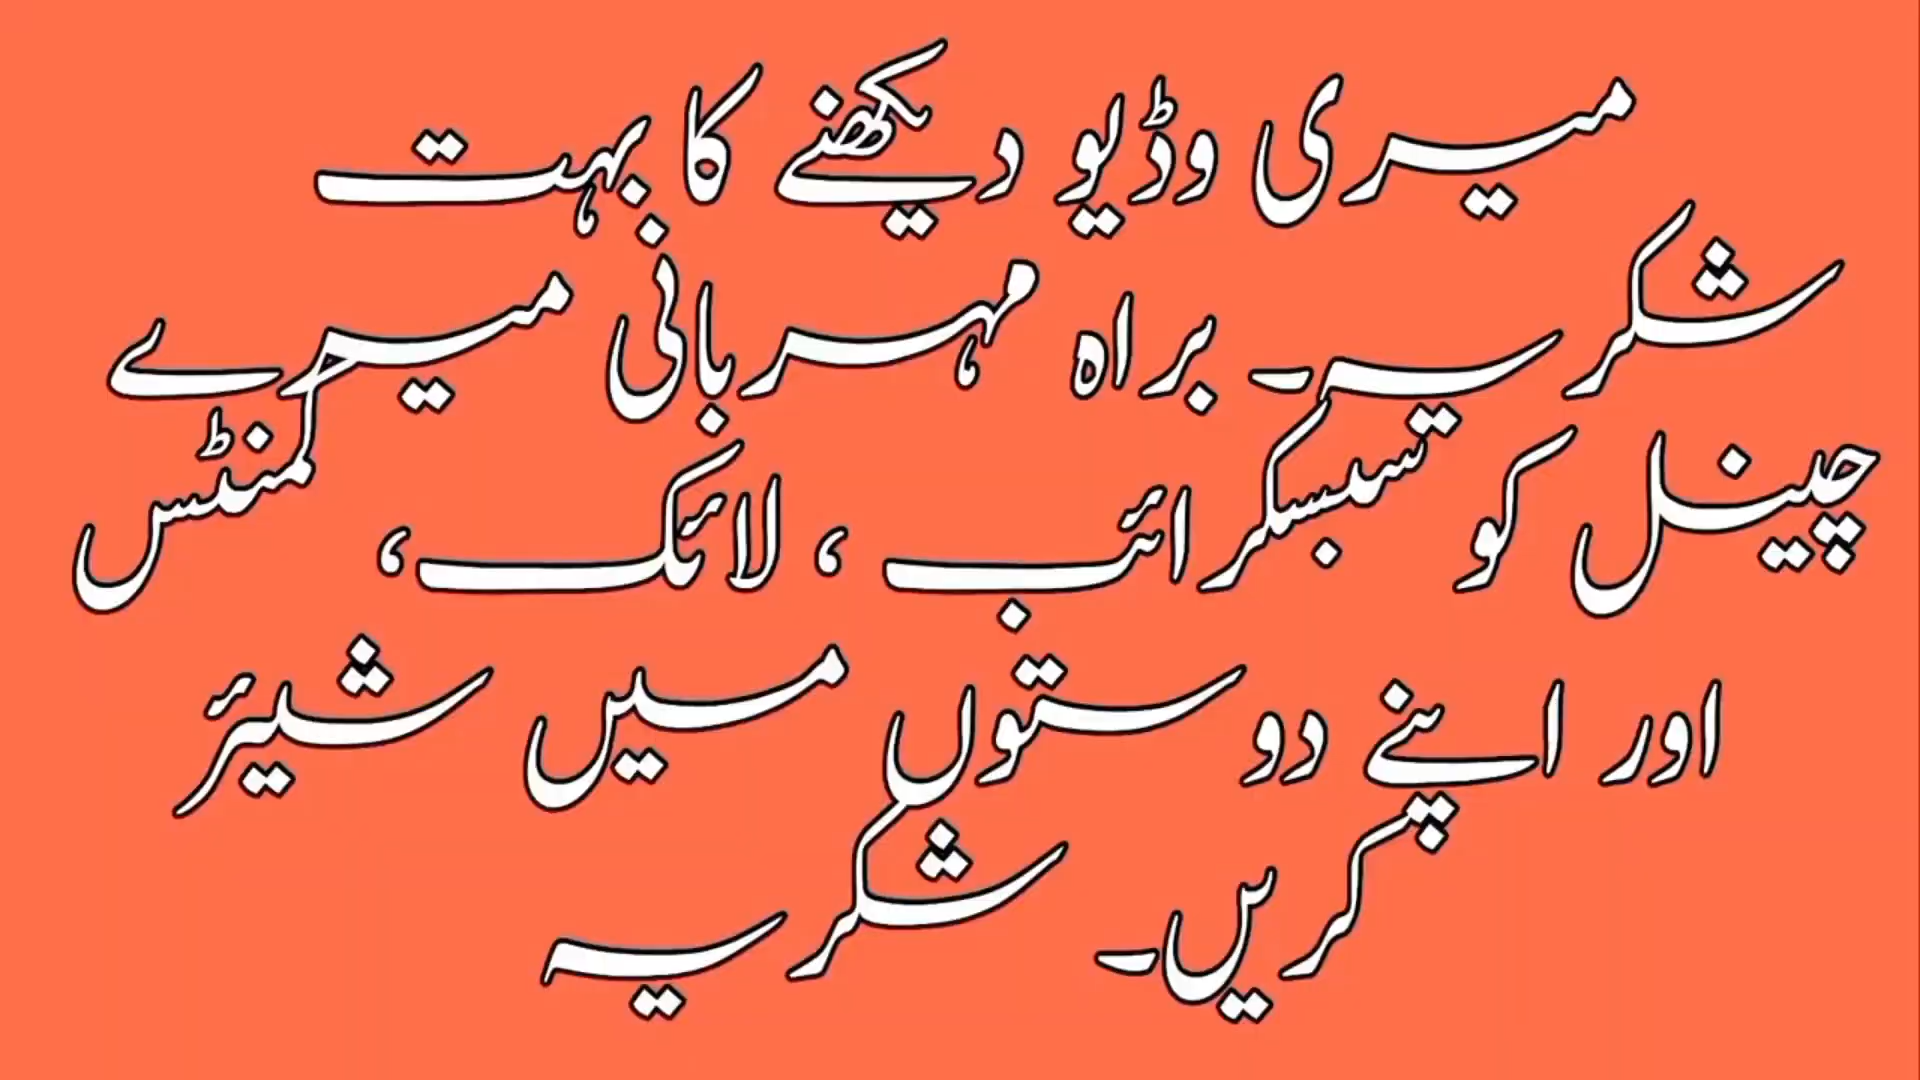 میری وڈیو دیکھنے کا بہت
شکریہ۔ براہ مہربانی میرے
چینل کو سبسکرائب ، لائک، کمنٹس
اور اپنے دوستوں میں شیئر
کریں۔ شکریہ